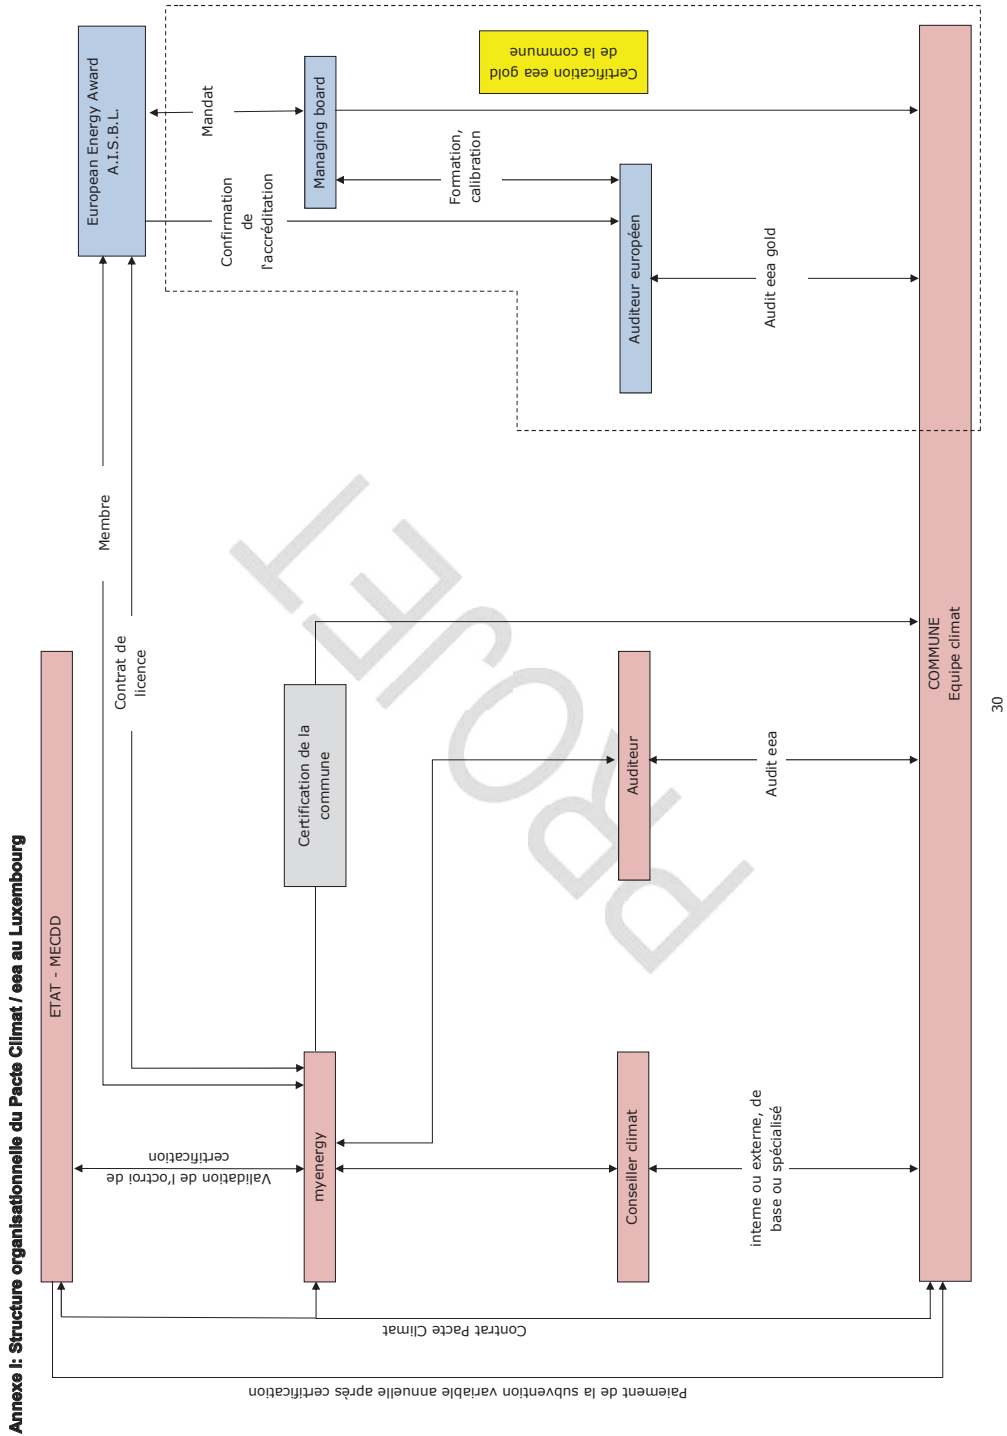 Annexe I: Structure organisationnelle du Pacte Climat / eea au Luxembourg
ETAT - MECDD
European Energy Award
A.I.S.B.L.
Membre
Contrat de
licence
Mandat
Confirmation
de
l'accréditation
Validation de l'octroi de
certification
myenergy
Certification de la
commune
Managing board
Formation,
calibration
Certification eea gold
de la commune
Contrat Pacte Climat
Paiement de la subvention variable annuelle après certification
Conseiller climat
Auditeur
Auditeur européen
interne ou externe, de
base ou spécialisé
Audit eea
Audit eea gold
COMMUNE
Equipe climat
PROJET
30